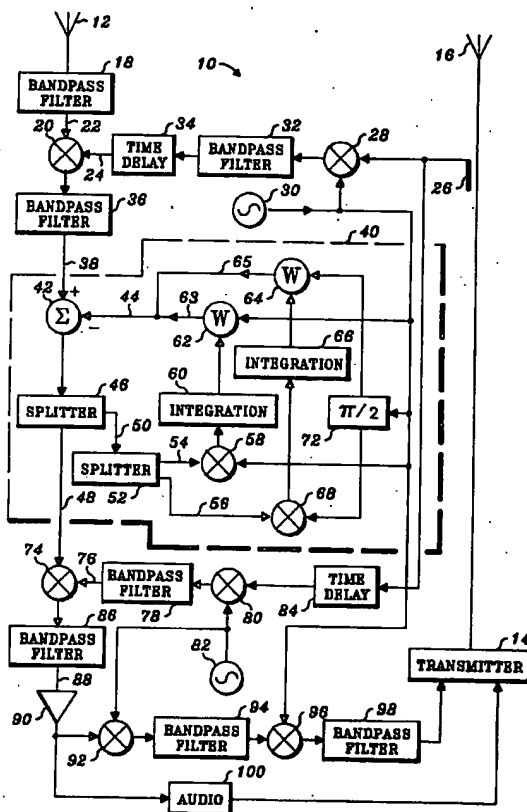 12
16
10
18
BANDPASS
FILTER
22
20
34
TIME
DELAY
24
32
BANDPASS
FILTER
28
26
30
36
BANDPASS
FILTER
38
40
42
+
Σ
−
44
65
63
64
W
62
W
66
INTEGRATION
60
INTEGRATION
46
SPLITTER
50
54
58
π/2
72
SPLITTER
52
56
68
48
74
76
BANDPASS
FILTER
78
80
TIME
DELAY
84
82
86
BANDPASS
FILTER
88
90
92
94
BANDPASS
FILTER
96
98
BANDPASS
FILTER
14
TRANSMITTER
100
AUDIO